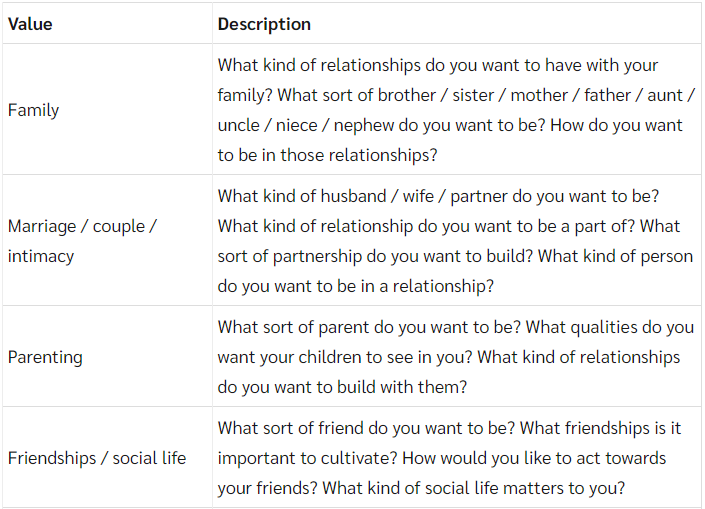 Value
Description
Family
What kind of relationships do you want to have with your
family? What sort of brother / sister / mother / father / aunt /
uncle / niece / nephew do you want to be? How do you want
to be in those relationships?
Marriage / couple /
intimacy
What kind of husband / wife / partner do you want to be?
What kind of relationship do you want to be a part of? What
sort of partnership do you want to build? What kind of person
do you want to be in a relationship?
Parenting
What sort of parent do you want to be? What qualities do you
want your children to see in you? What kind of relationships
do you want to build with them?
Friendships / social life
What sort of friend do you want to be? What friendships is it
important to cultivate? How would you like to act towards
your friends? What kind of social life matters to you?